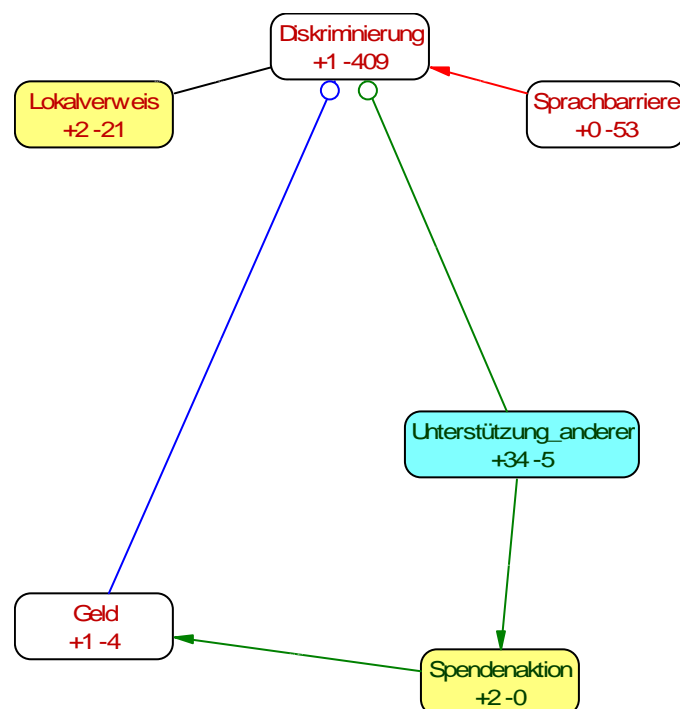 Diskriminierung
+1 -409
Lokalverweis
+2 -21
Sprachbarriere
+0 -53
Unterstützung_anderer
+34 -5
Geld
+1 -4
Spendenaktion
+2 -0